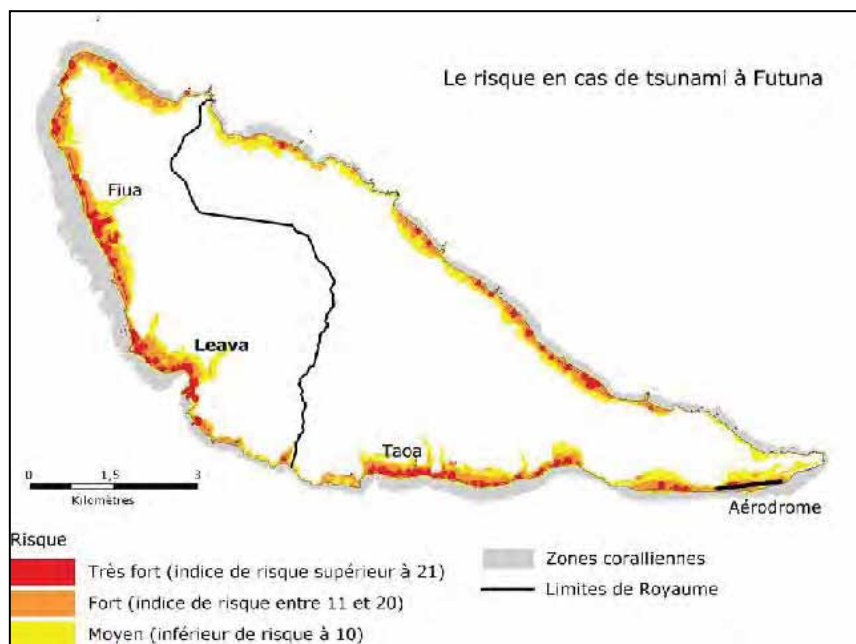 Le risque en cas de tsunami à Futuna
Fiua
Leava
Taoa
0 1,5 3
Kilomètres
Aérodrome
Risque
Très fort (indice de risque supérieur à 21)
Fort (indice de risque entre 11 et 20)
Moyen (inférieur de risque à 10)
Zones coralliennes
Limites de Royaume